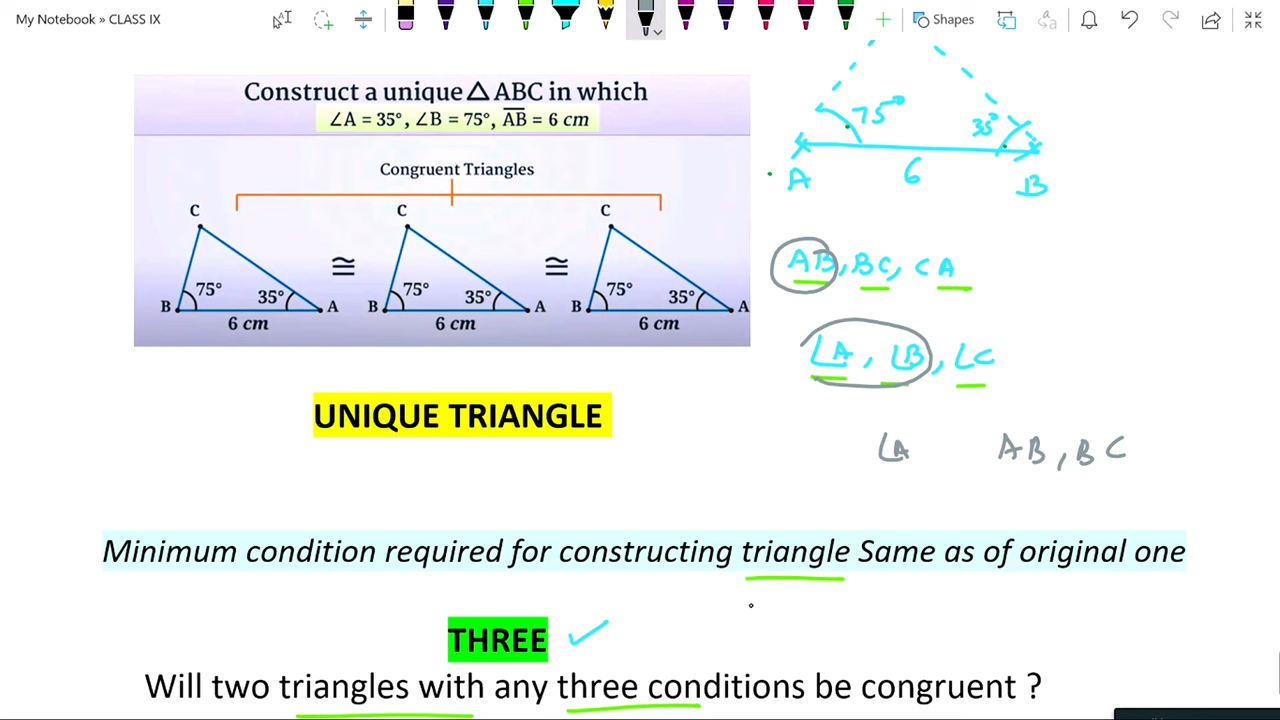 My Notebook » CLASS IX
Shapes
Construct a unique △ ABC in which
∠A = 35°, ∠B = 75°, A̅B̅ = 6 cm
Congruent Triangles
C C C
≅ ≅
75° 35° 75° 35° 75° 35°
B A B A B A
6 cm 6 cm 6 cm
75° 35°
A 6 B
AB, BC, CA
∠A, ∠B, ∠C
∠A AB, BC
UNIQUE TRIANGLE
Minimum condition required for constructing triangle Same as of original one
THREE
Will two triangles with any three conditions be congruent ?